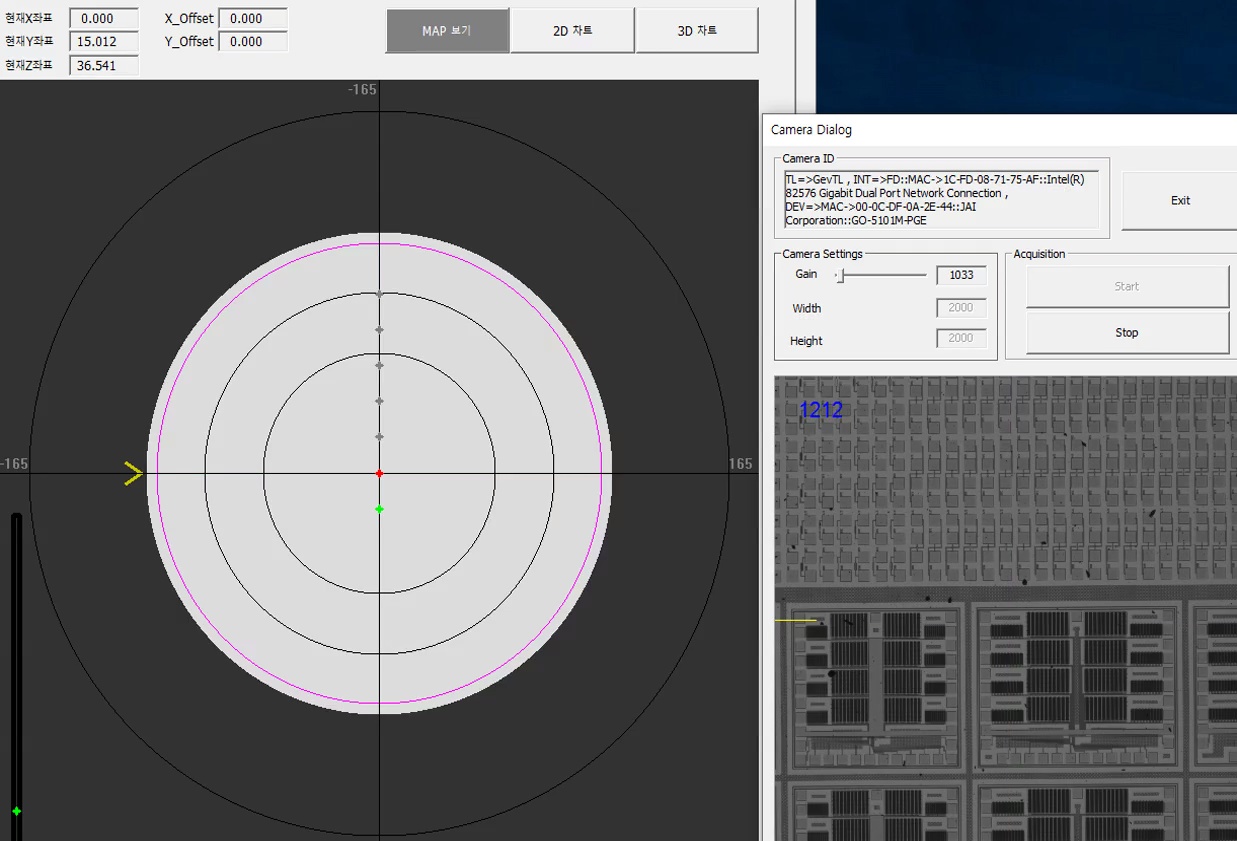 현재X좌표 0.000 X_Offset 0.000
현재Y좌표 15.012 Y_Offset 0.000
현재Z좌표 36.541
MAP 보기 2D 차트 3D 차트
-165
-165 165
Camera Dialog
Camera ID
TL=>GevTL , INT=>FD::MAC->1C-FD-08-71-75-AF::Intel(R)
82576 Gigabit Dual Port Network Connection ,
DEV=>MAC->00-0C-DF-0A-2E-44::JAI
Corporation::GO-5101M-PGE
Exit
Camera Settings
Gain 1033
Width 2000
Height 2000
Acquisition
Start
Stop
1212